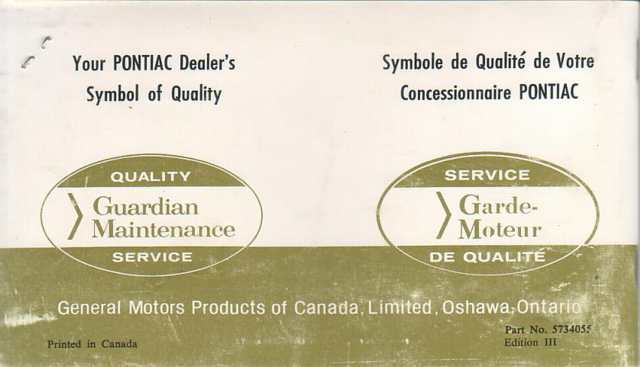 Your PONTIAC Dealer's
Symbol of Quality
Symbole de Qualité de Votre
Concessionnaire PONTIAC
QUALITY
Guardian
Maintenance
SERVICE
SERVICE
Garde-
Moteur
DE QUALITÉ
General Motors Products of Canada, Limited, Oshawa, Ontario
Part No. 5734055
Edition III
Printed in Canada